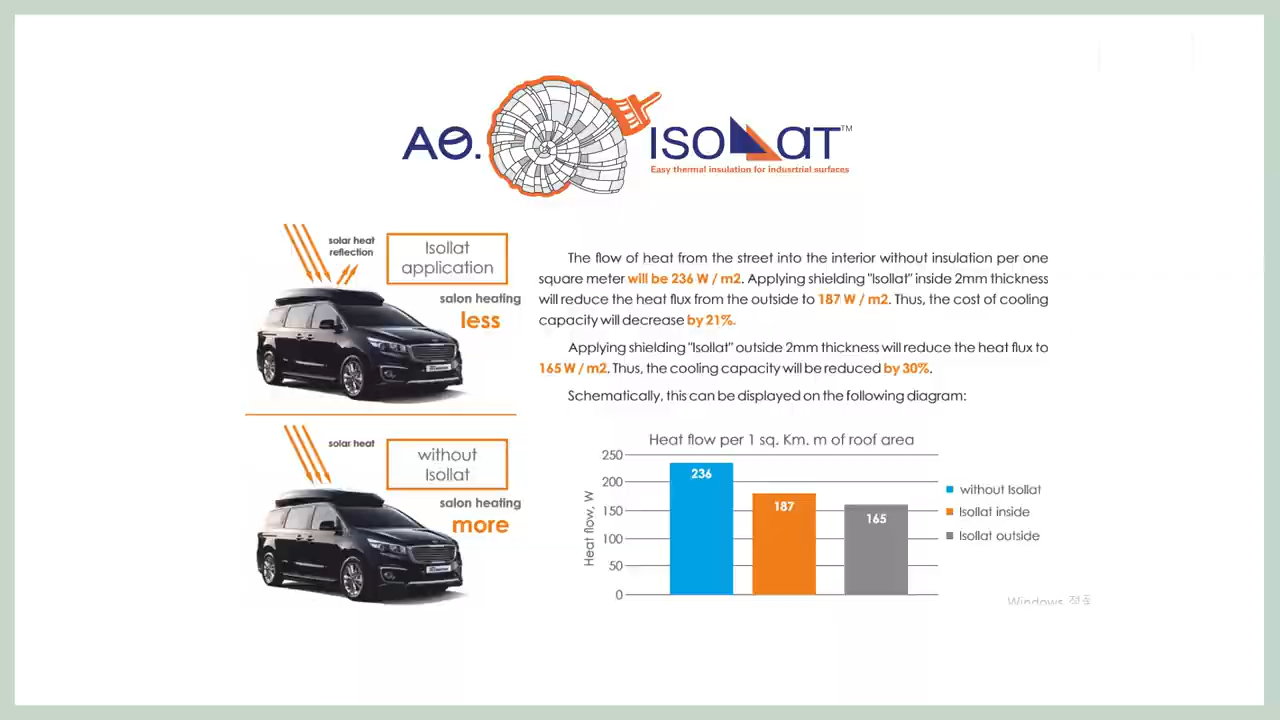 AO.
ISOLLAT™
Easy thermal insulation for indusrtrial surfaces
solar heat
reflection
Isollat
application
salon heating
less
The flow of heat from the street into the interior without insulation per one
square meter will be 236 W / m2. Applying shielding "Isollat" inside 2mm thickness
will reduce the heat flux from the outside to 187 W / m2. Thus, the cost of cooling
capacity will decrease by 21%.
Applying shielding "Isollat" outside 2mm thickness will reduce the heat flux to
165 W / m2. Thus, the cooling capacity will be reduced by 30%.
Schematically, this can be displayed on the following diagram:
solar heat
without
Isollat
salon heating
more
Heat flow per 1 sq. Km. m of roof area
Heat flow, W
250
200
150
100
50
0
236
187
165
without Isollat
Isollat inside
Isollat outside
Windows 정품